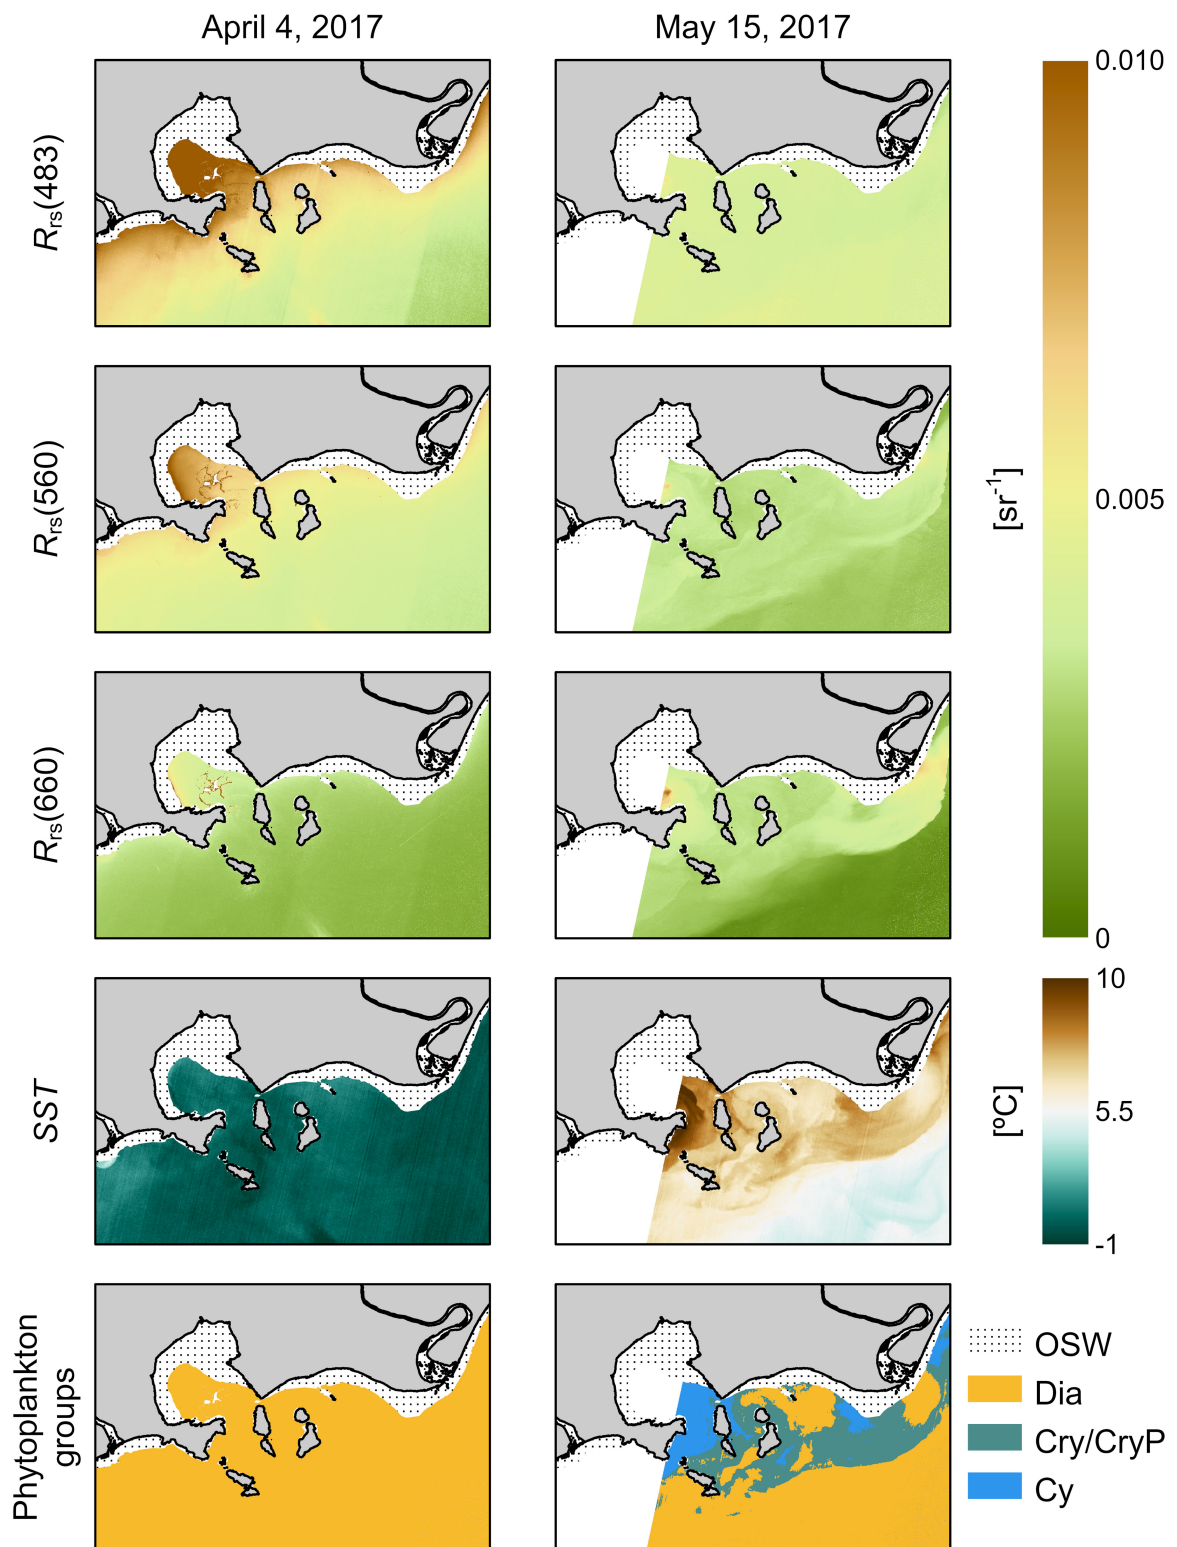 April 4, 2017
May 15, 2017
Rrs(483)
Rrs(560)
Rrs(660)
SST
Phytoplankton
groups
0.010
0.005
0
[sr-1]
10
5.5
-1
[ºC]
OSW
Dia
Cry/CryP
Cy